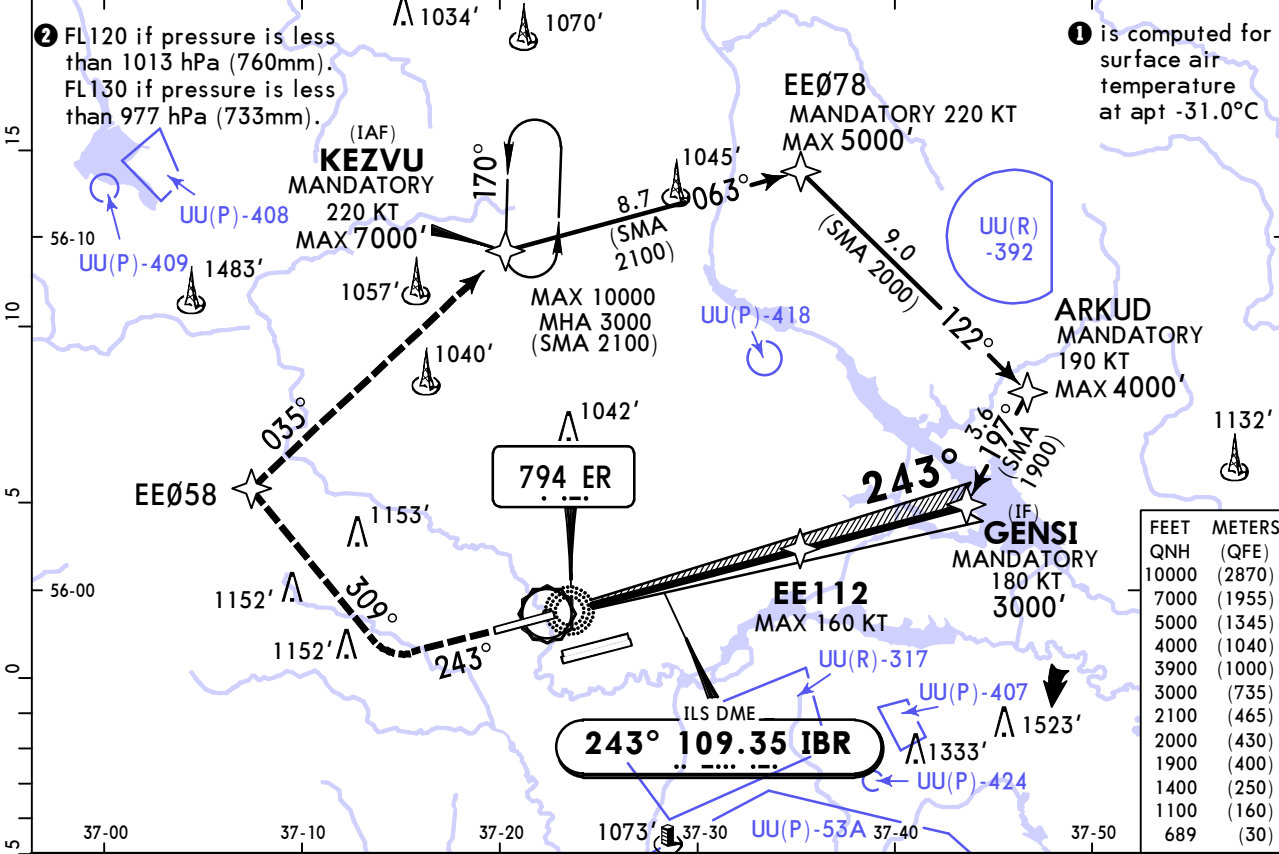 ❷ FL120 if pressure is less
than 1013 hPa (760mm).
FL130 if pressure is less
than 977 hPa (733mm).
❶ is computed for
surface air
temperature
at apt -31.0°C
1034'
1070'
(IAF)
KEZVU
MANDATORY
220 KT
MAX 7000'
170°
EEØ78
MANDATORY 220 KT
MAX 5000'
1045'
063°
8.7
(SMA
2100)
9.0
(SMA 2000)
122°
UU(P)-408
UU(P)-409
UU(R)
-392
1483'
1057'
1040'
MAX 10000
MHA 3000
(SMA 2100)
UU(P)-418
ARKUD
MANDATORY
190 KT
MAX 4000'
3.6
197°
(SMA
1900)
1132'
035°
1042'
794 ER
243°
EEØ58
1153'
(IF)
GENSI
MANDATORY
180 KT
3000'
EE112
MAX 160 KT
1152'
309°
1152'
243°
UU(R)-317
UU(P)-407
ILS DME
243° 109.35 IBR
1523'
1333'
UU(P)-424
1073'
UU(P)-53A
FEET METERS
QNH (QFE)
10000 (2870)
7000 (1955)
5000 (1345)
4000 (1040)
3900 (1000)
3000 (735)
2100 (465)
2000 (430)
1900 (400)
1400 (250)
1100 (160)
689 (30)
15
56-10
10
5
56-00
0
5
37-00
37-10
37-20
37-30
37-40
37-50